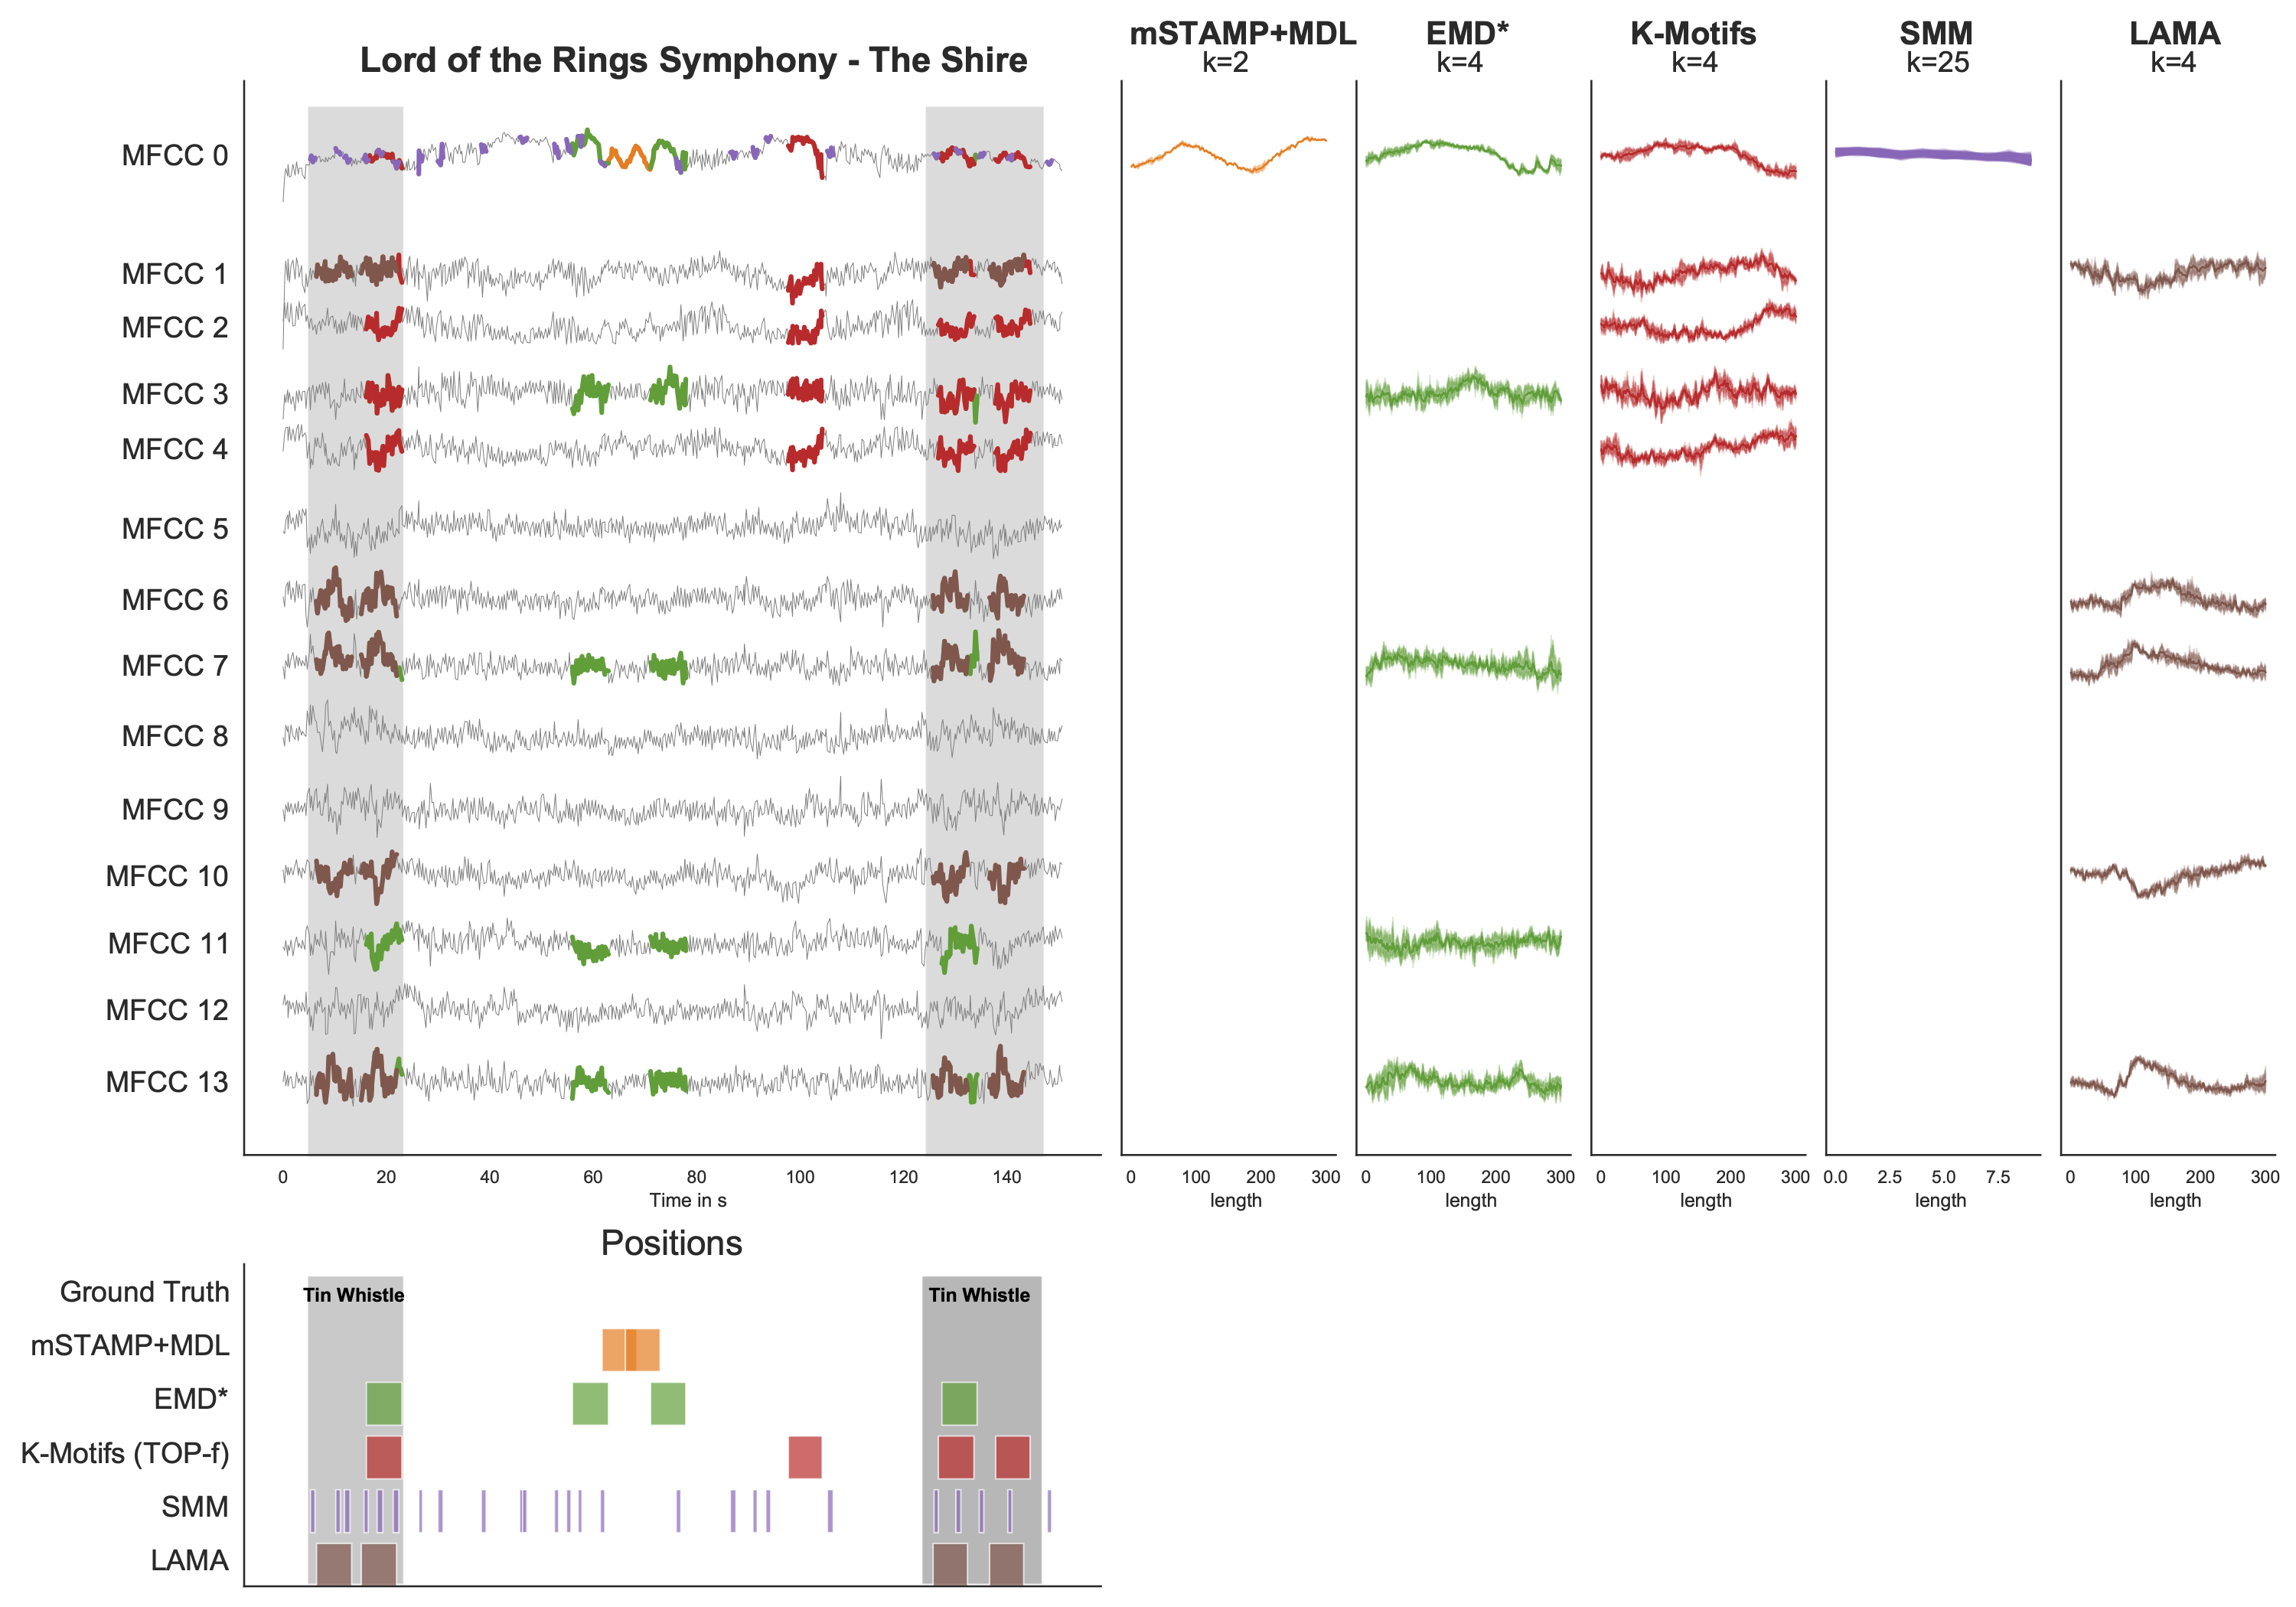 Lord of the Rings Symphony - The Shire
mSTAMP+MDL
k=2
EMD*
k=4
K-Motifs
k=4
SMM
k=25
LAMA
k=4
MFCC 0
MFCC 1
MFCC 2
MFCC 3
MFCC 4
MFCC 5
MFCC 6
MFCC 7
MFCC 8
MFCC 9
MFCC 10
MFCC 11
MFCC 12
MFCC 13
0 20 40 60 80 100 120 140
Time in s
0 100 200 300
length
0 100 200 300
length
0 100 200 300
length
0.0 2.5 5.0 7.5
length
0 100 200 300
length
Positions
Ground Truth
Tin Whistle
Tin Whistle
mSTAMP+MDL
EMD*
K-Motifs (TOP-f)
SMM
LAMA